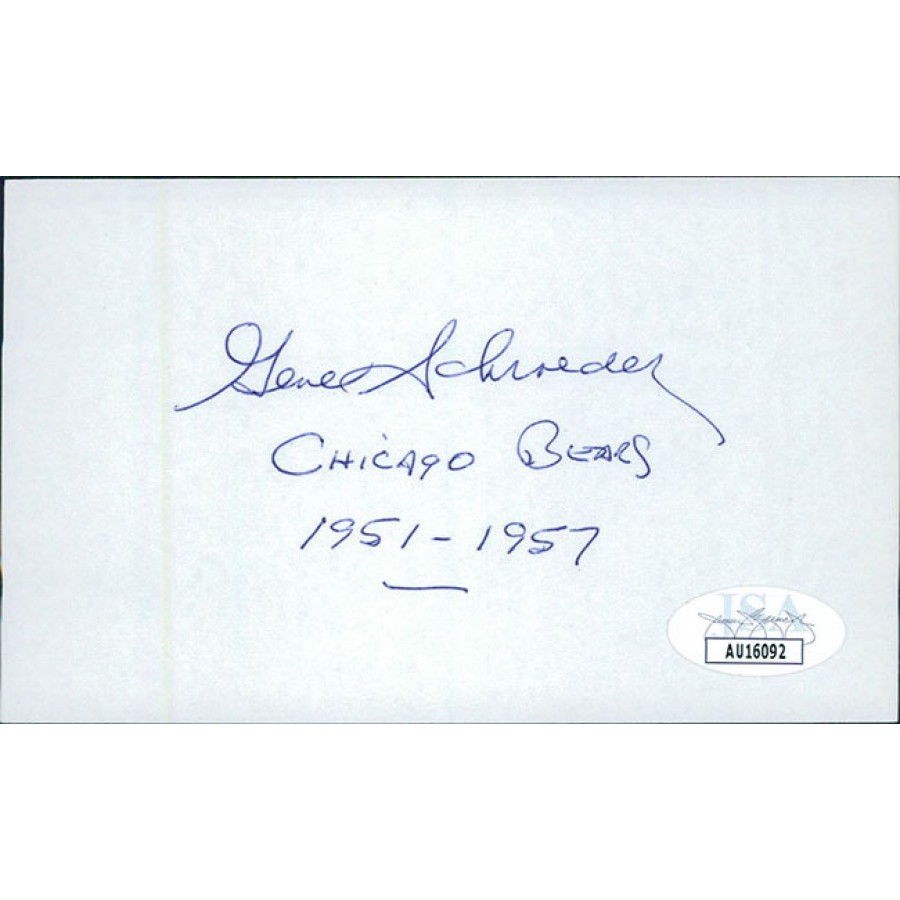 Gene Schroeder
CHICAGO BEARS
1951-1957
JSA
AU16092